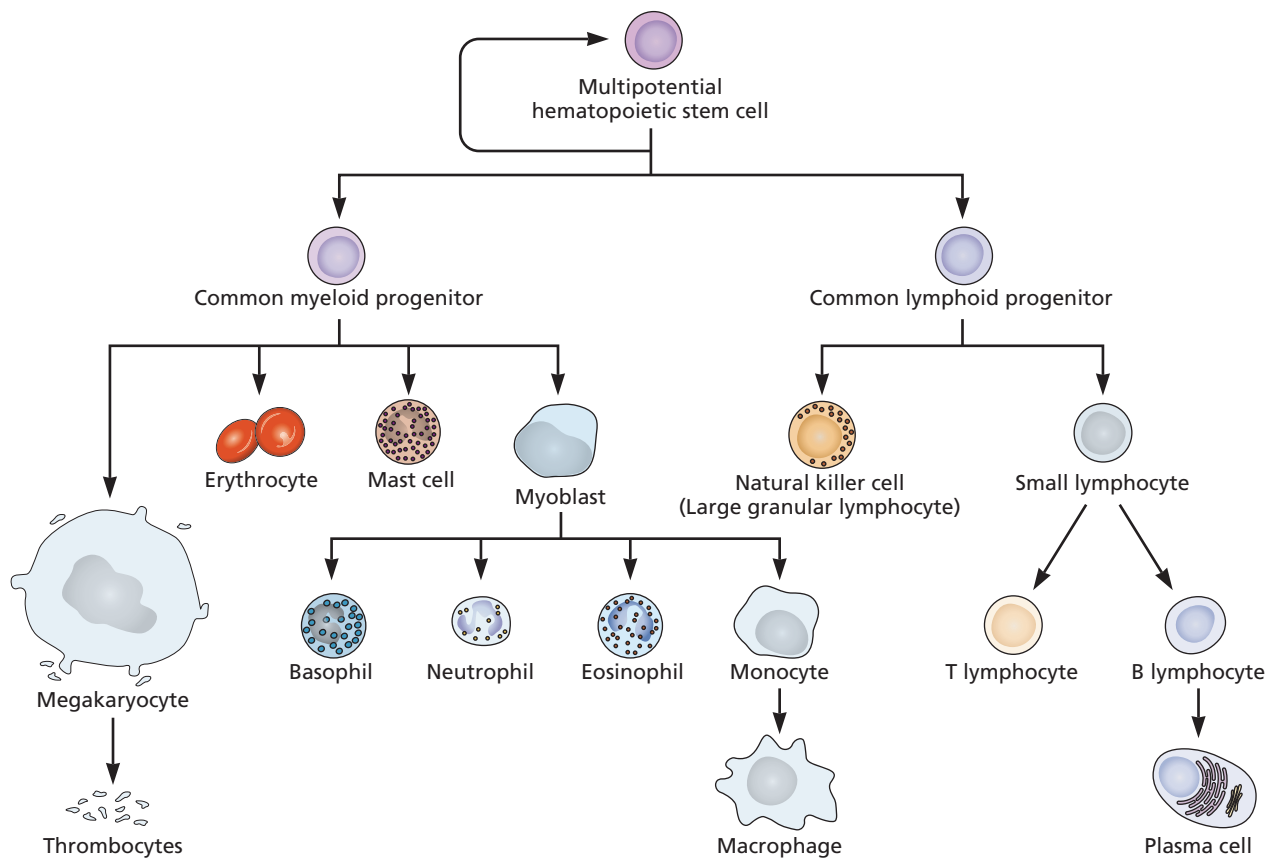 Multipotential
hematopoietic stem cell
Common myeloid progenitor
Common lymphoid progenitor
Erythrocyte
Mast cell
Myoblast
Natural killer cell
(Large granular lymphocyte)
Small lymphocyte
Basophil
Neutrophil
Eosinophil
Monocyte
T lymphocyte
B lymphocyte
Megakaryocyte
Thrombocytes
Macrophage
Plasma cell